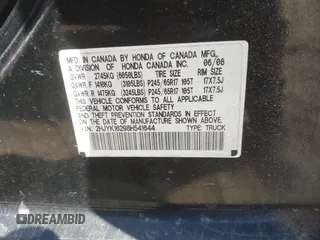 MFD. IN CANADA BY HONDA OF CANADA MFG.,
A DIVISION OF HONDA CANADA INC. 06/06
GVWR 2745KG (6050LBS) TIRE SIZE RIM SIZE
GAWR F (3195LBS) P245/65R17 105T 17X7.5J
GAWR R 1475KG (3245LBS) P245/65R17 105T 17X7.5J
THIS VEHICLE CONFORMS TO ALL APPLICABLE
FEDERAL MOTOR VEHICLE SAFETY
AND THEFT PREVENTION STANDARDS IN EFFECT
ON THE DATE OF MANUFACTURE SHOWN ABOVE.
TYPE: TRUCK
DREAMBID